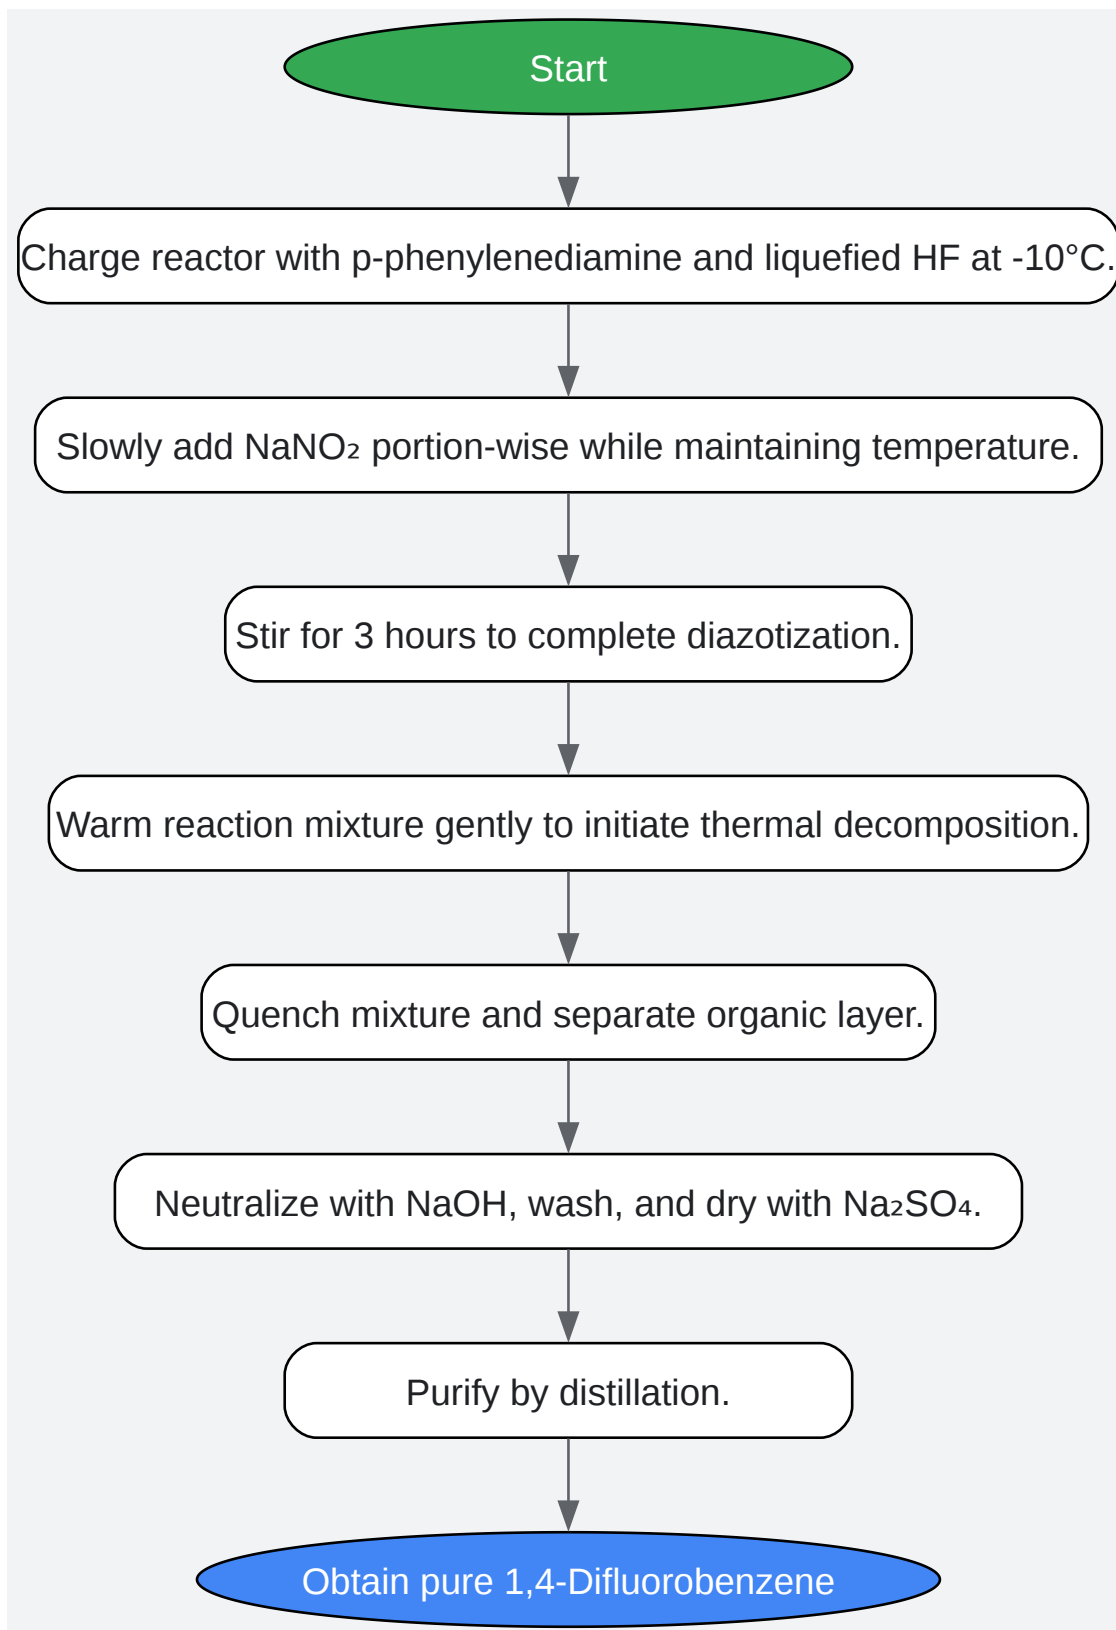 Start
Charge reactor with p-phenylenediamine and liquefied HF at -10°C.
Slowly add NaNO₂ portion-wise while maintaining temperature.
Stir for 3 hours to complete diazotization.
Warm reaction mixture gently to initiate thermal decomposition.
Quench mixture and separate organic layer.
Neutralize with NaOH, wash, and dry with Na₂SO₄.
Purify by distillation.
Obtain pure 1,4-Difluorobenzene